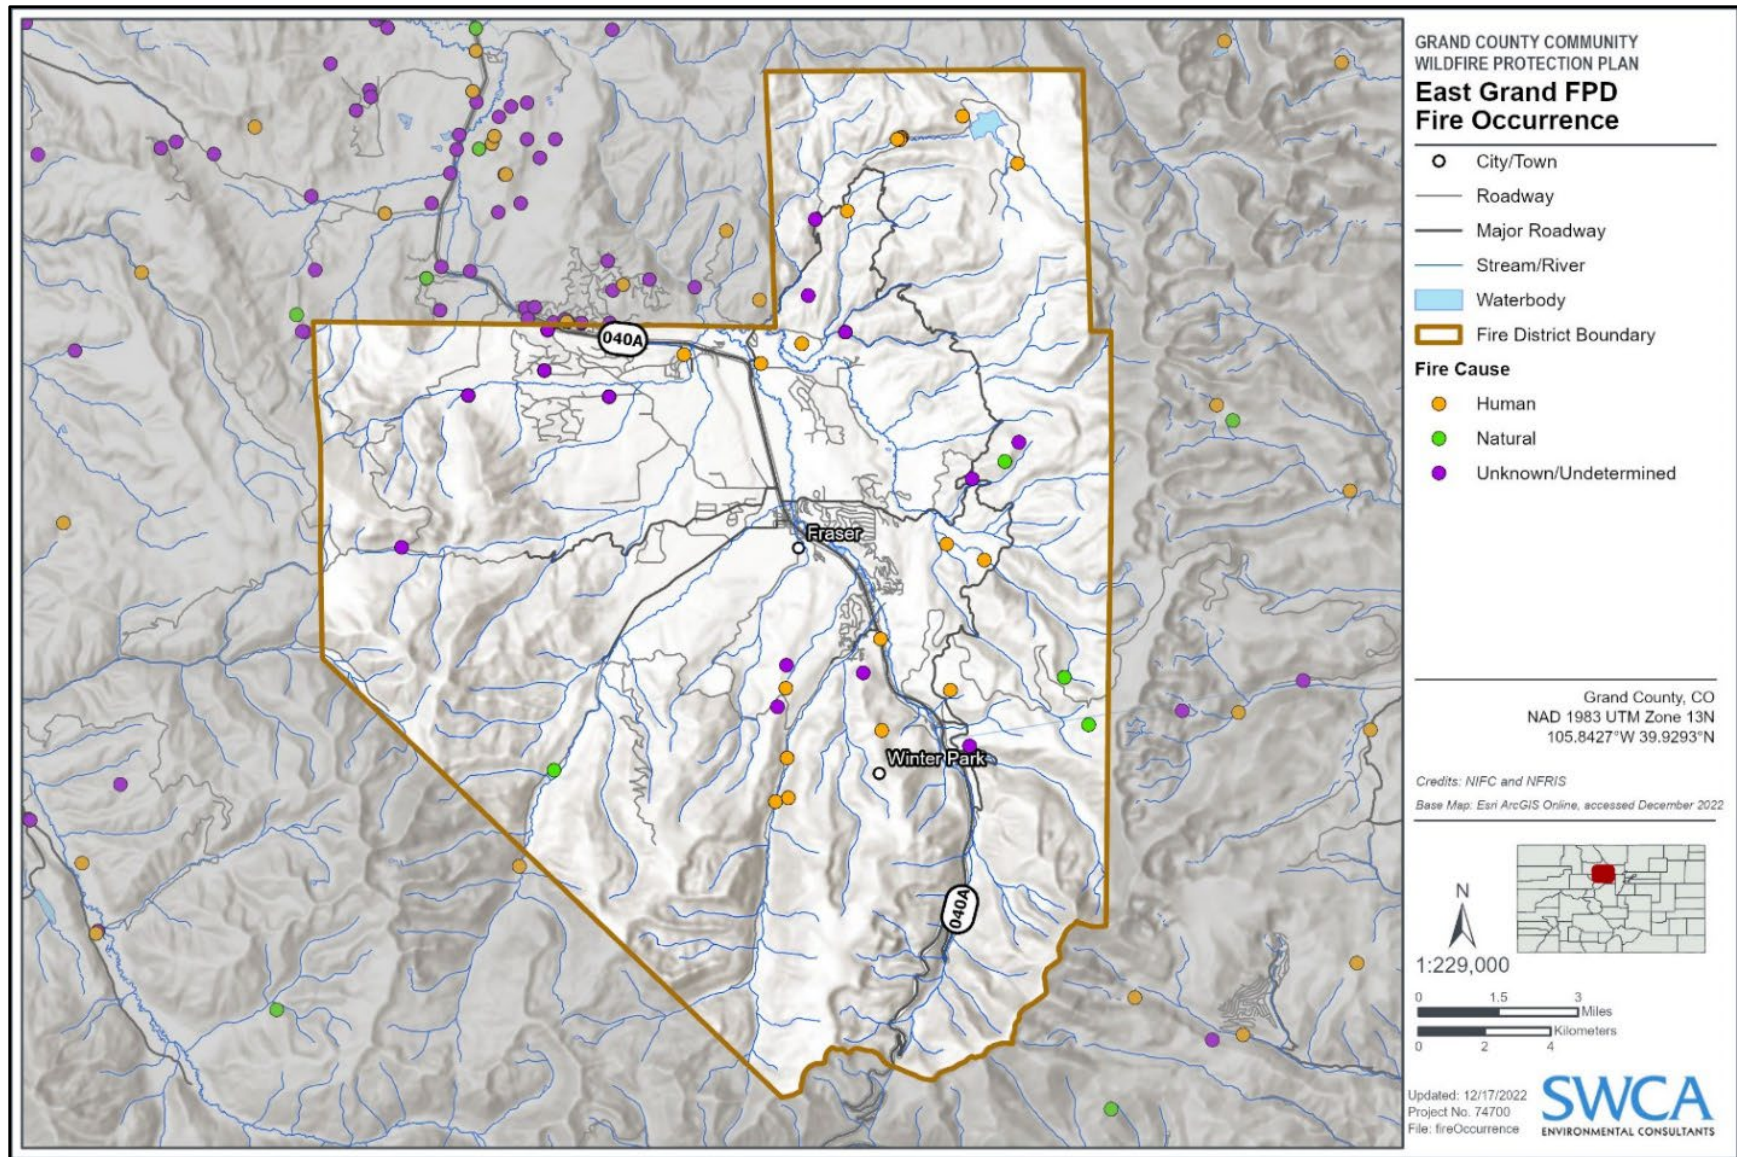 GRAND COUNTY COMMUNITY
WILDFIRE PROTECTION PLAN
East Grand FPD
Fire Occurrence
City/Town
Roadway
Major Roadway
Stream/River
Waterbody
Fire District Boundary
Fire Cause
Human
Natural
Unknown/Undetermined
040A
Fraser
Winter Park
040A
Grand County, CO
NAD 1983 UTM Zone 13N
105.8427°W 39.9293°N
Credits: NIFC and NFRIS
Base Map: Esri ArcGIS Online, accessed December 2022
N
1:229,000
0 1.5 3
Miles
Kilometers
0 2 4
Updated: 12/17/2022
Project No. 74700
File: fireOccurrence
SWCA
ENVIRONMENTAL CONSULTANTS